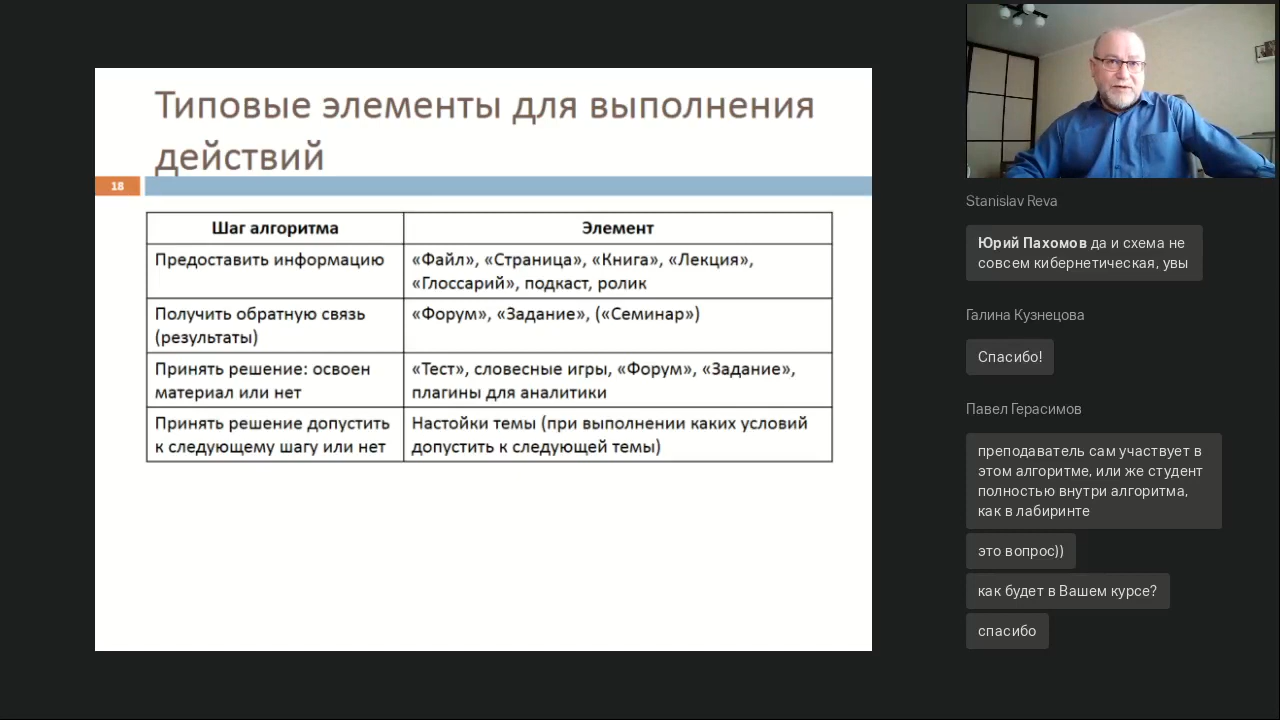 Типовые элементы для выполнения
действий
18
Шаг алгоритма
Элемент
Предоставить информацию
«Файл», «Страница», «Книга», «Лекция»,
«Глоссарий», подкаст, ролик
Получить обратную связь
(результаты)
«Форум», «Задание», («Семинар»)
Принять решение: освоен
материал или нет
«Тест», словесные игры, «Форум», «Задание»,
плагины для аналитики
Принять решение допустить
к следующему шагу или нет
Настойки темы (при выполнении каких условий
допустить к следующей темы)
Stanislav Reva
Юрий Пахомов да и схема не
совсем кибернетическая, увы
Галина Кузнецова
Спасибо!
Павел Герасимов
преподаватель сам участвует в
этом алгоритме, или же студент
полностью внутри алгоритма,
как в лабиринте
это вопрос))
как будет в Вашем курсе?
спасибо